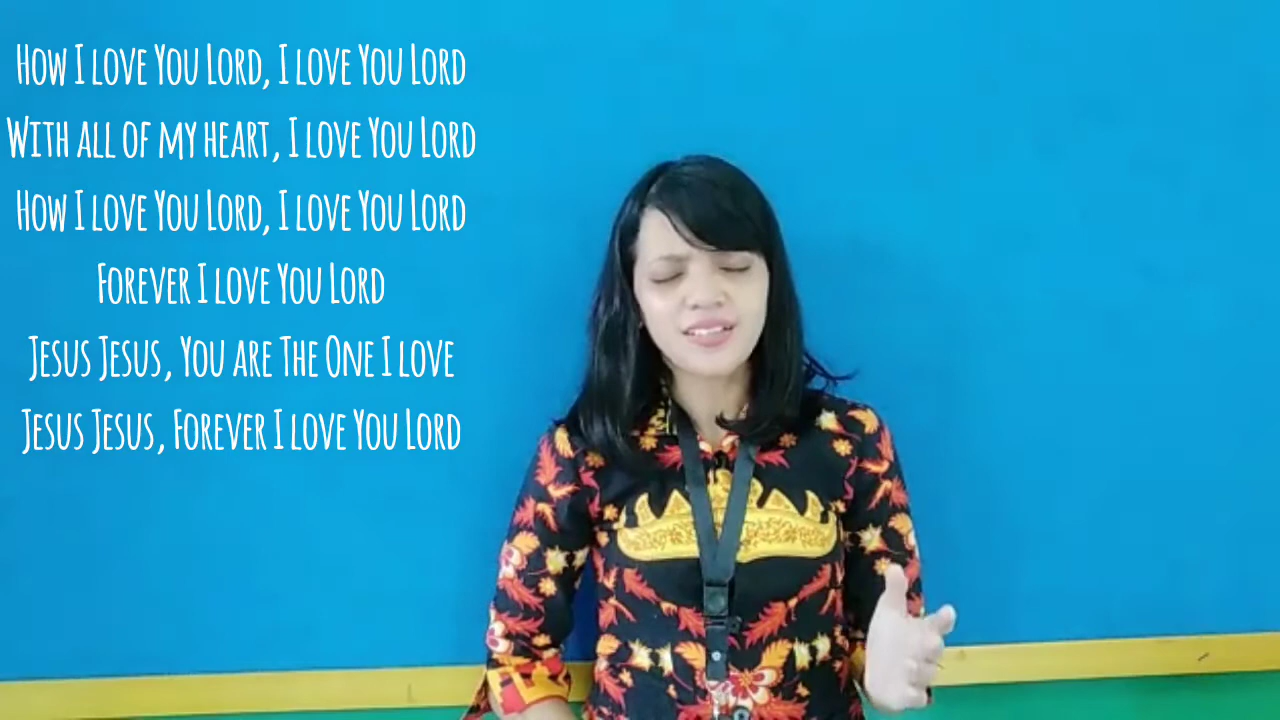 How I love You Lord, I love You Lord
With all of my heart, I love You Lord
How I love You Lord, I love You Lord
Forever I love You Lord
Jesus Jesus, You are The One I love
Jesus Jesus, Forever I love You Lord